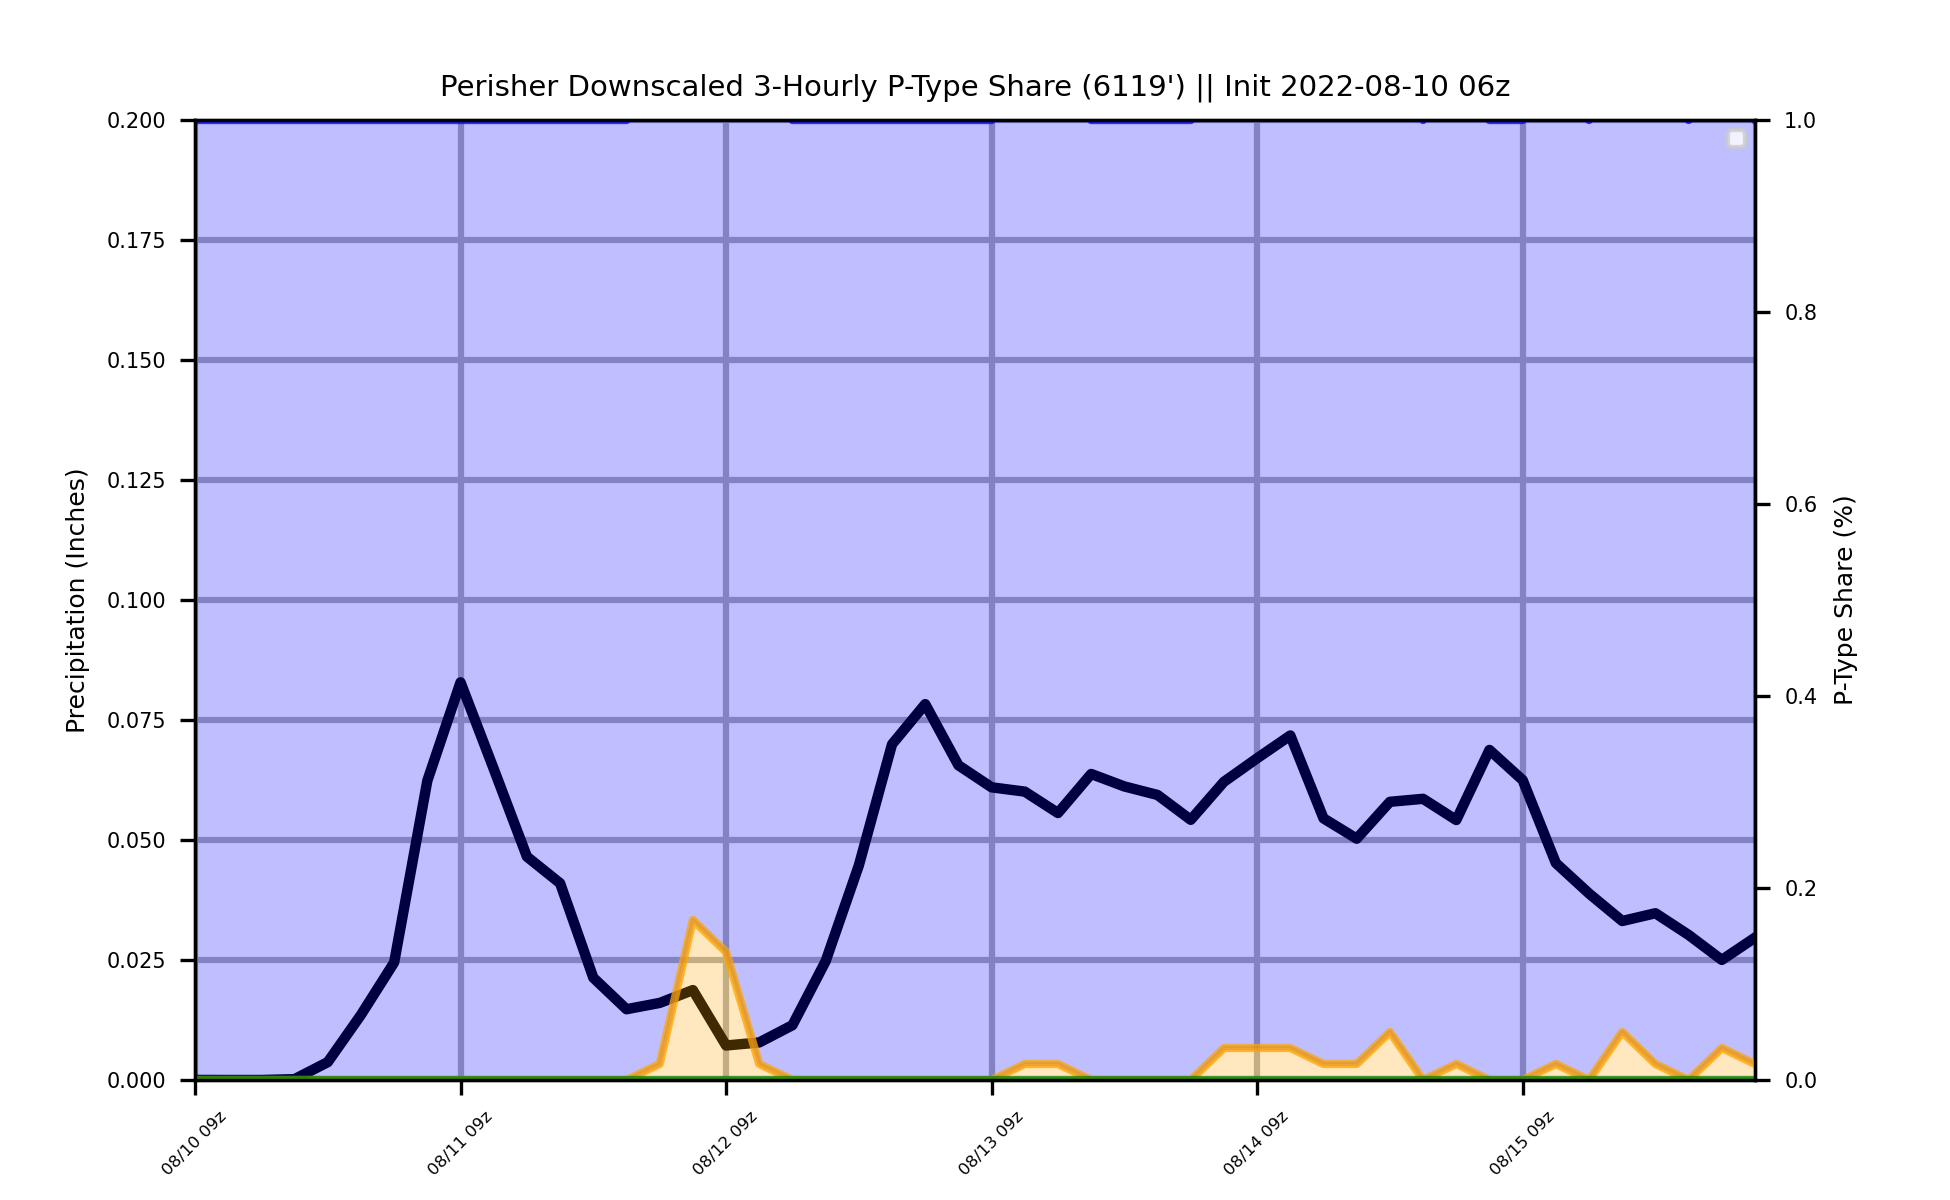 Perisher Downscaled 3-Hourly P-Type Share (6119') || Init 2022-08-10 06z
0.200
0.175
0.150
0.125
0.100
0.075
0.050
0.025
0.000
Precipitation (Inches)
1.0
0.8
0.6
0.4
0.2
0.0
P-Type Share (%)
08/10 09z
08/11 09z
08/12 09z
08/13 09z
08/14 09z
08/15 09z